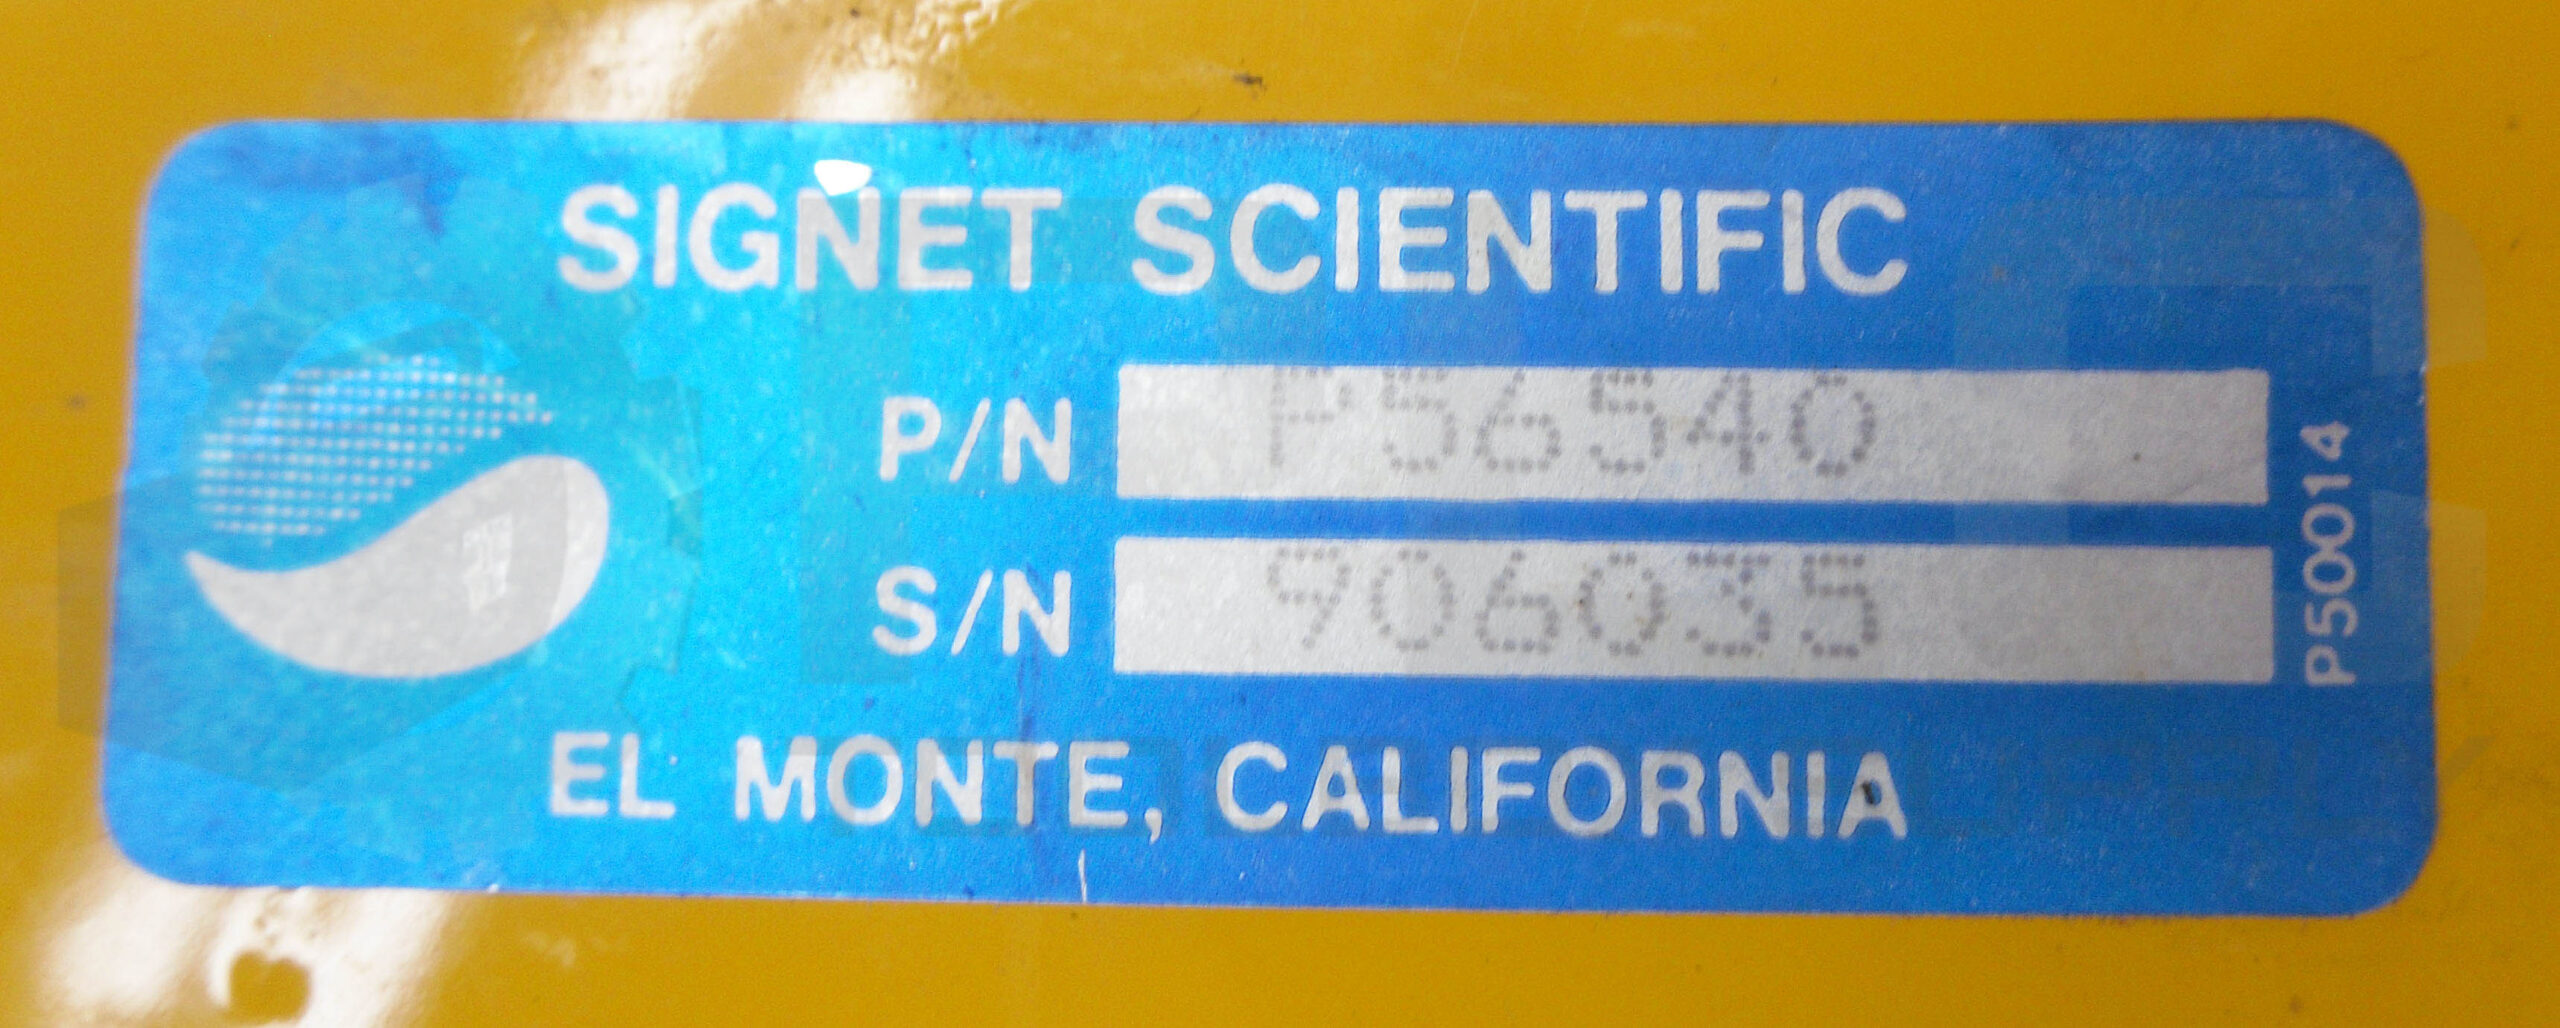 SIGNET SCIENTIFIC
P/N P56540
S/N 906035
P50014
EL MONTE, CALIFORNIA